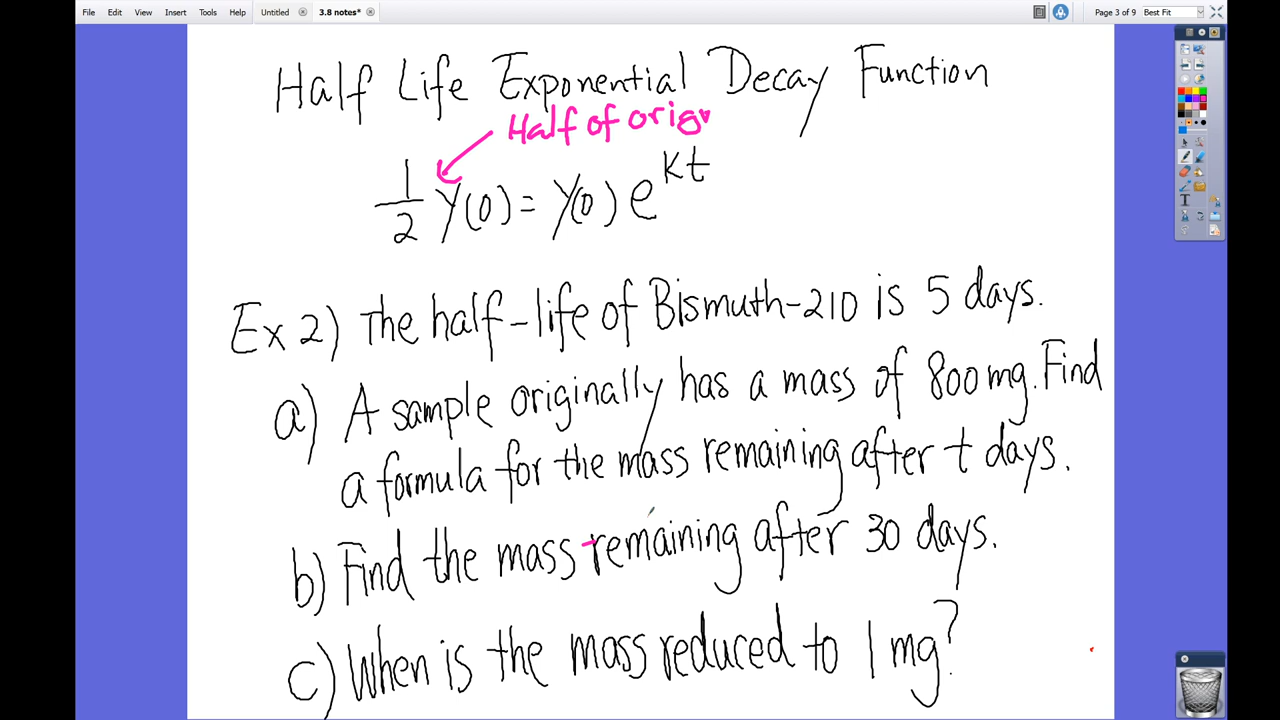 File Edit View Insert Tools Help Untitled 3.8 notes* Page 3 of 9 Best Fit
Half Life Exponential Decay Function
Half of orig
1/2 y(0) = y(0) e^kt
Ex 2) The half-life of Bismuth-210 is 5 days.
a) A sample originally has a mass of 800 mg. Find
a formula for the mass remaining after t days.
b) Find the mass remaining after 30 days.
c) When is the mass reduced to 1 mg?
T